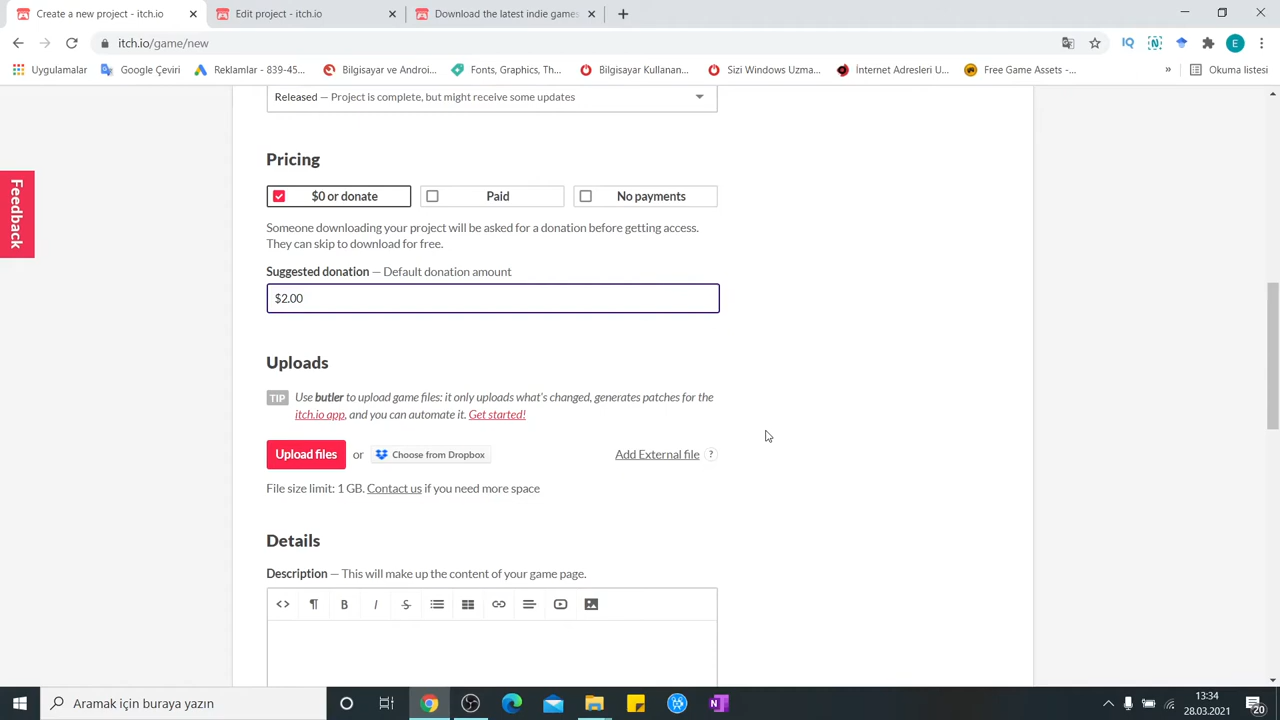 Create a new project - itch.io
Edit project - itch.io
Download the latest indie games
itch.io/game/new
E
Uygulamalar
Google Çeviri
Reklamlar - 839-45...
Bilgisayar ve Androi...
Fonts, Graphics Th...
Bilgisayar Kullanan...
Sizi Windows Uzma...
İnternet Adresleri U...
Free Game Assets -...
»
Okuma listesi
Released — Project is complete, but might receive some updates
Feedback
Pricing
$0 or donate
Paid
No payments
Someone downloading your project will be asked for a donation before getting access.
They can skip to download for free.
Suggested donation — Default donation amount
$2.00
Uploads
TIP Use butler to upload game files: it only uploads what's changed, generates patches for the
itch.io app, and you can automate it. Get started!
Upload files or Choose from Dropbox
Add External file ?
File size limit: 1 GB. Contact us if you need more space
Details
Description — This will make up the content of your game page.
Aramak için buraya yazın
13:34
28.03.2021
20